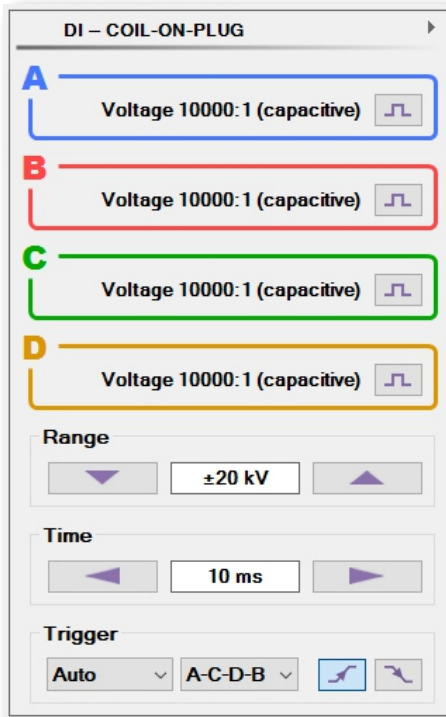 DI – COIL-ON-PLUG
A
Voltage 10000:1 (capacitive)
B
Voltage 10000:1 (capacitive)
C
Voltage 10000:1 (capacitive)
D
Voltage 10000:1 (capacitive)
Range
±20 kV
Time
10 ms
Trigger
Auto A-C-D-B